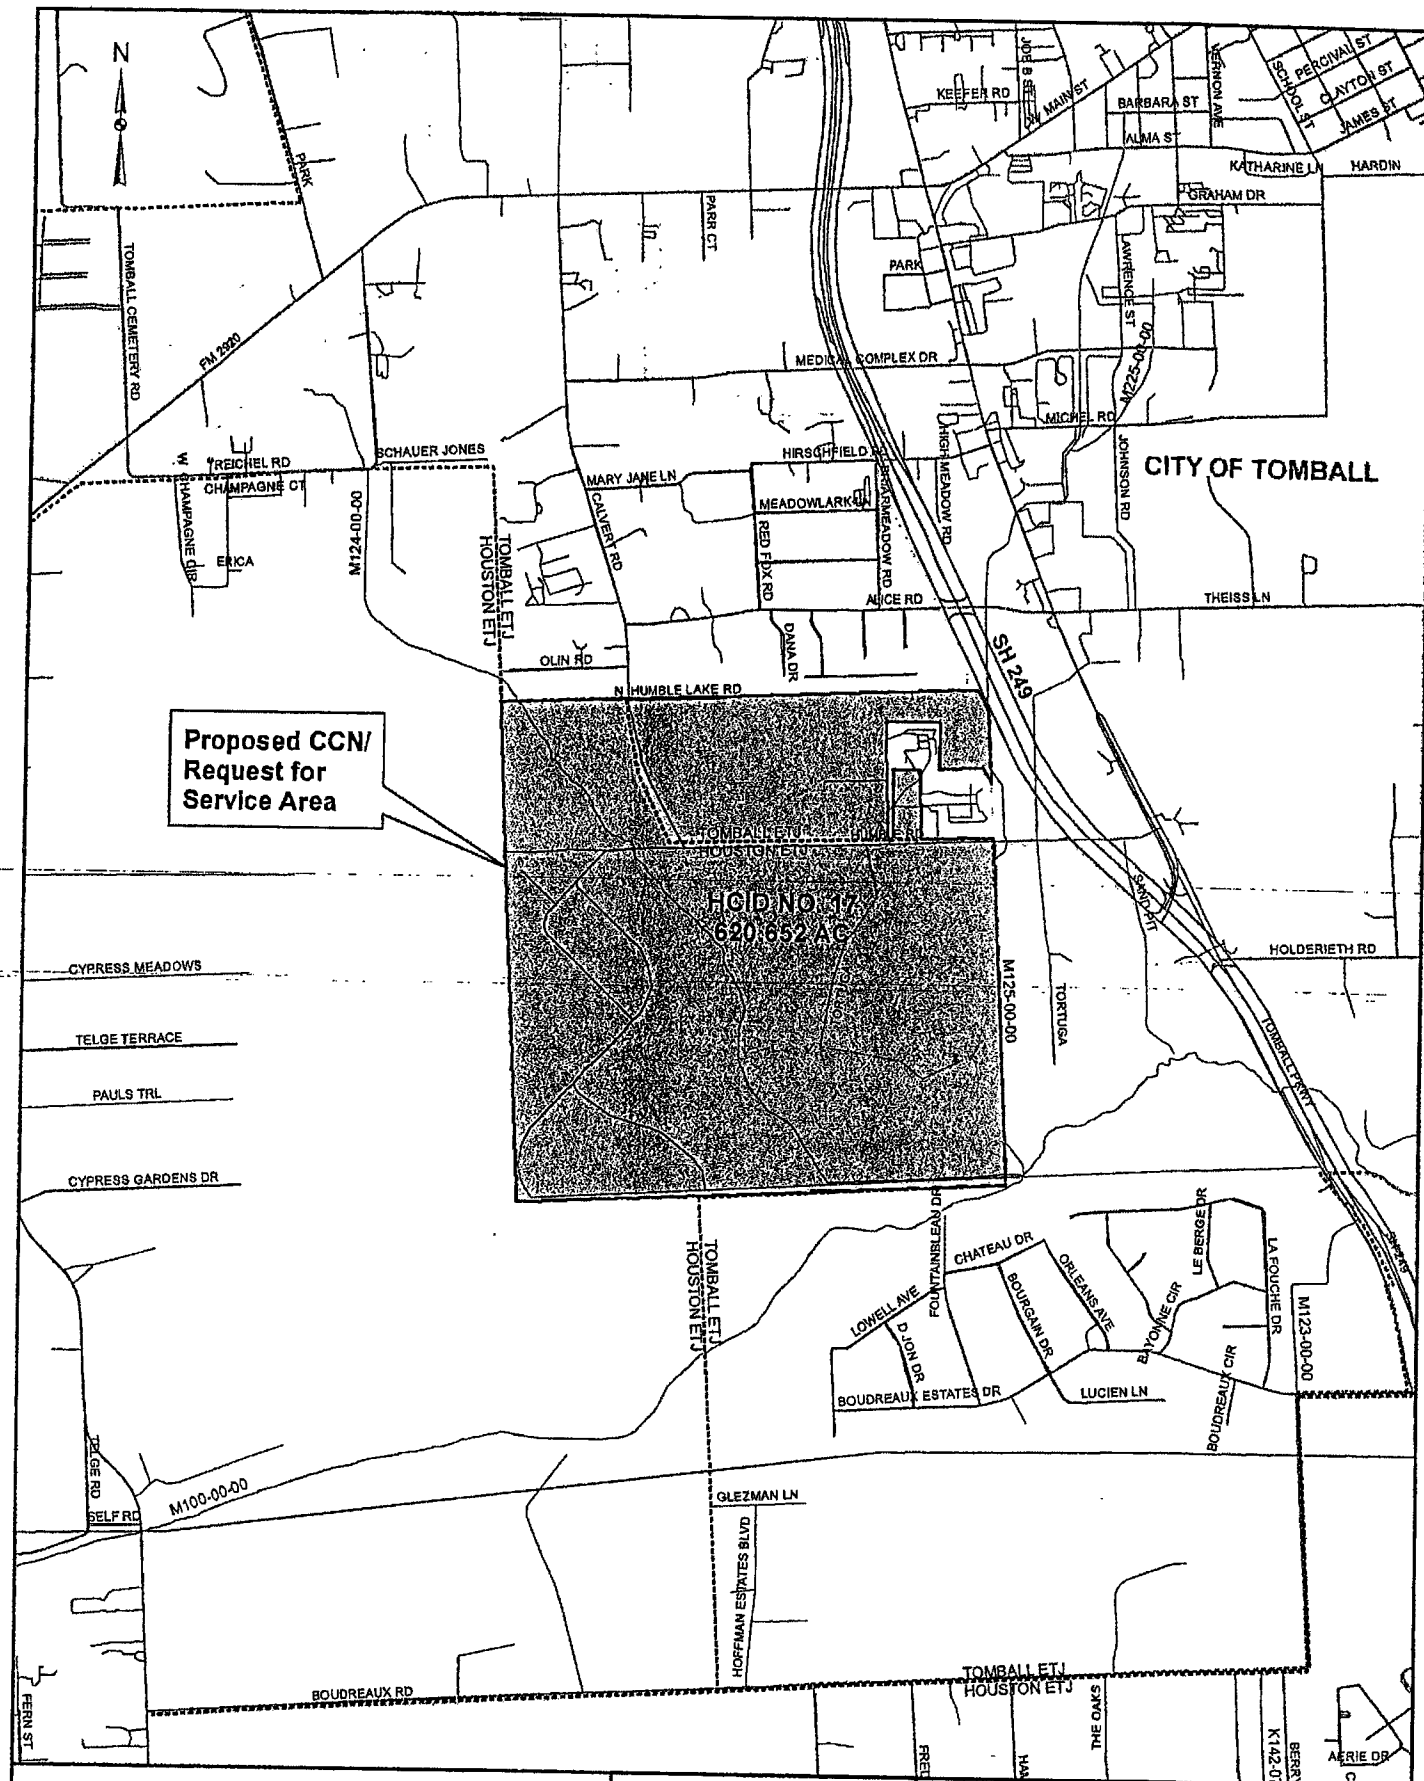 N
JOE B ST
KEEFER RD
W MAIN ST
VERNON AVE
BARBARA ST
ALMA ST
SCHOOL ST
PERCIVAL ST
CLAYTON ST
JAMES ST
KATHARINE LN
HARDIN
GRAHAM DR
PARK
PARR CT
PARK
LAWRENCE ST
M225-00-00
TOMBALL CEMETERY RD
FM 2920
MEDICAL COMPLEX DR
MICHEL RD
JOHNSON RD
CITY OF TOMBALL
SCHAUER JONES
REICHEL RD
CHAMPAGNE CT
W CHAMPAGNE CIR
ERICA
M124-00-00
TOMBALL ETJ
HOUSTON ETJ
MARY JANE LN
CALVERT RD
HIRSCHFIELD RD
MEADOWLARK LN
RED FOX RD
BRIARMEADOW RD
HIGH MEADOW RD
ALICE RD
THEISS LN
DANA DR
OLIN RD
N HUMBLE LAKE RD
SH 249
Proposed CCN/
Request for
Service Area
TOMBALL ETJ
HOUSTON ETJ
HUMBLE RD
HCID NO. 17
620.652 AC
SAND PIT
HOLDERIETH RD
M125-00-00
TORTUGA
TOMBALL PKWY
CYPRESS MEADOWS
TELGE TERRACE
PAULS TRL
CYPRESS GARDENS DR
TOMBALL ETJ
HOUSTON ETJ
FOUNTAINBLEAU DR
CHATEAU DR
LOWELL AVE
D JON DR
BOURGAIN DR
ORLEANS AVE
LE BERGE DR
BAYONNE CIR
LA FOUCHE DR
SH 249
M123-00-00
BOUDREAUX ESTATES DR
LUCIEN LN
BOUDREAUX CIR
TELGE RD
SELF RD
M100-00-00
GLEZMAN LN
HOFFMAN ESTATES BLVD
BOUDREAUX RD
TOMBALL ETJ
HOUSTON ETJ
FERN ST
THE OAKS
AERIE DR